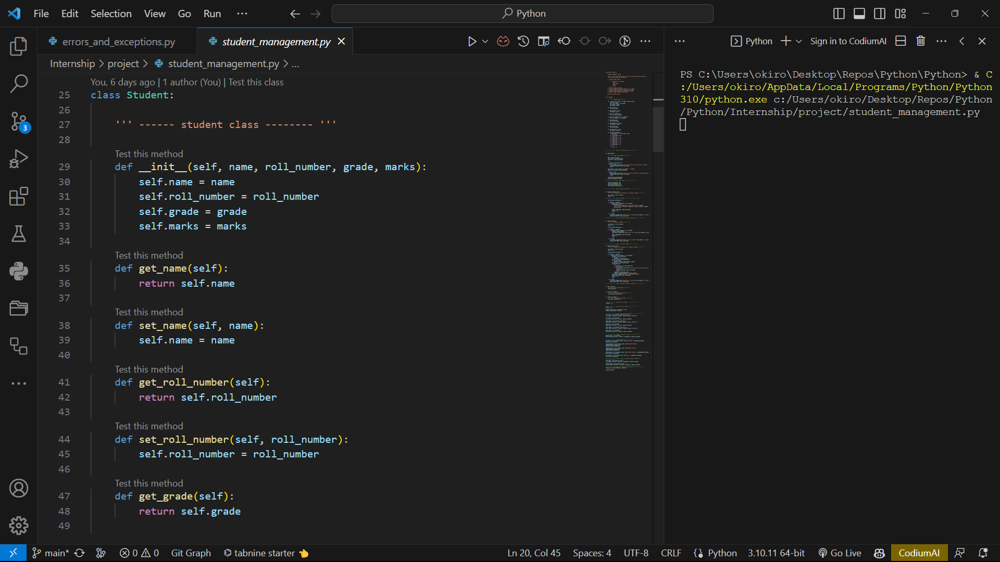 File Edit Selection View Go Run ···
Python
errors_and_exceptions.py
student_management.py
Python
Sign in to CodiumAI
Internship > project > student_management.py > ...
You, 6 days ago | 1 author (You) | Test this class
25 class Student:
26
27 ''' ------ student class -------- '''
28
Test this method
29 def __init__(self, name, roll_number, grade, marks):
30 self.name = name
31 self.roll_number = roll_number
32 self.grade = grade
33 self.marks = marks
34
Test this method
35 def get_name(self):
36 return self.name
37
Test this method
38 def set_name(self, name):
39 self.name = name
40
Test this method
41 def get_roll_number(self):
42 return self.roll_number
43
Test this method
44 def set_roll_number(self, roll_number):
45 self.roll_number = roll_number
46
Test this method
47 def get_grade(self):
48 return self.grade
49
PS C:\Users\okiro\Desktop\Repos\Python\Python> & C
:/Users/okiro/AppData/Local/Programs/Python/Python
310/python.exe c:/Users/okiro/Desktop/Repos/Python
/Python/Internship/project/student_management.py
3
main* 0 0 Git Graph tabnine starter Ln 20, Col 45 Spaces: 4 UTF-8 CRLF Python 3.10.11 64-bit Go Live CodiumAI